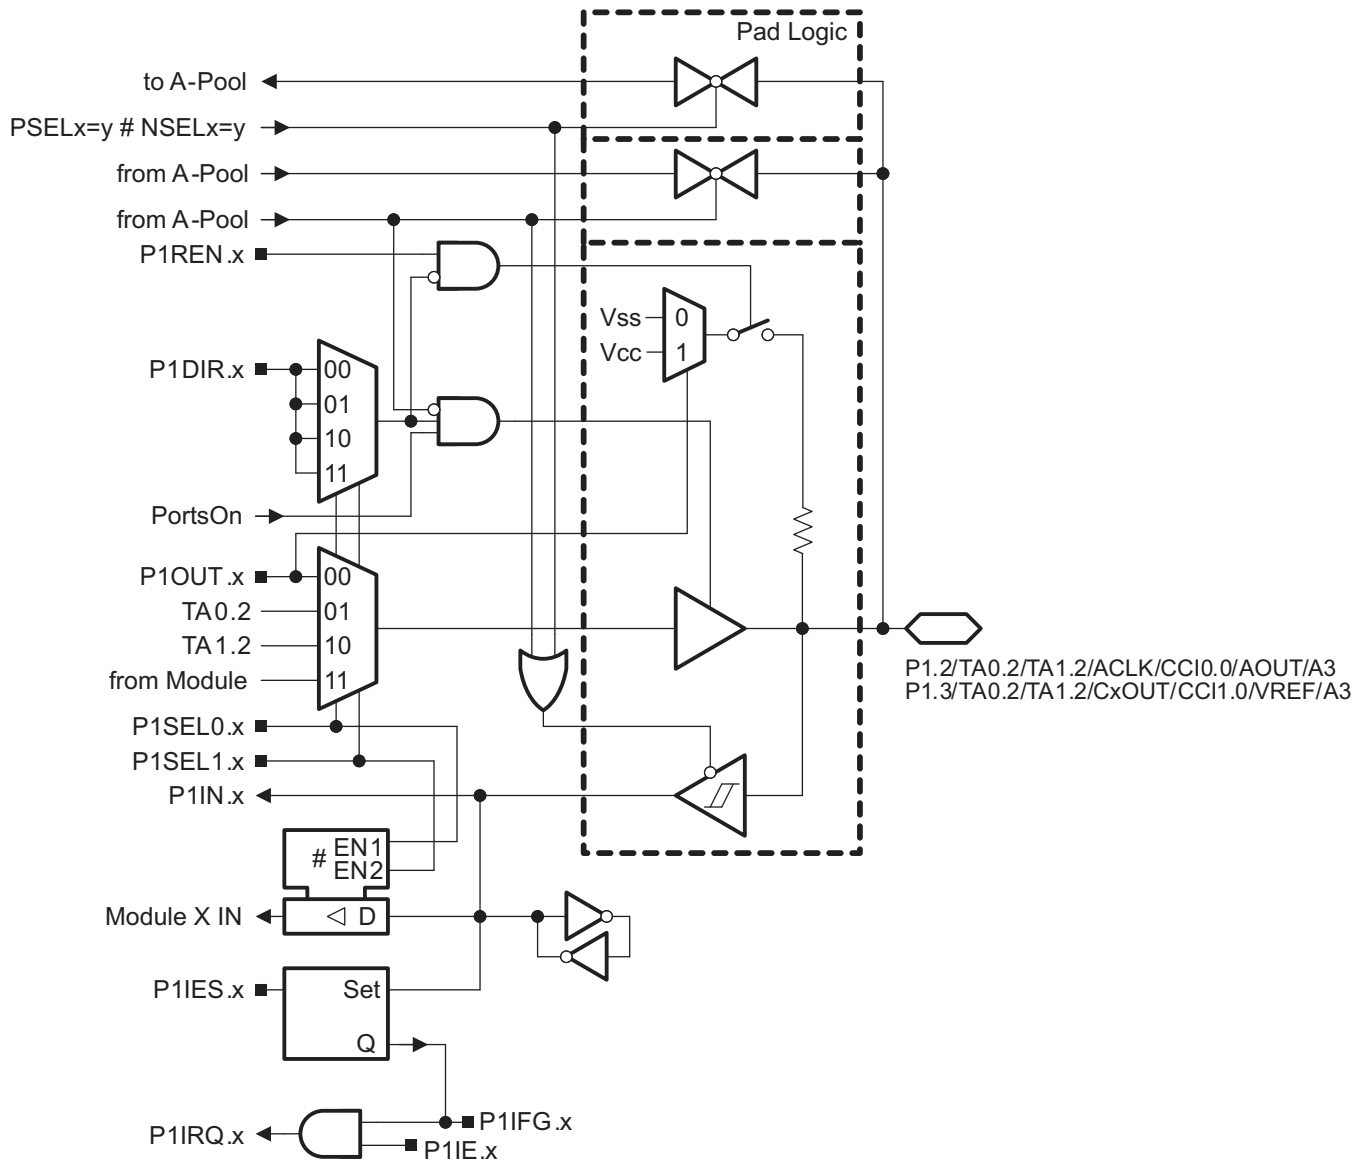 Pad Logic
to A-Pool
PSELx=y # NSELx=y
from A-Pool
from A-Pool
P1REN.x
Vss 0
Vcc 1
P1DIR.x 00
01
10
11
PortsOn
P1OUT.x 00
TA0.2 01
TA1.2 10
from Module 11
P1.2/TA0.2/TA1.2/ACLK/CCI0.0/AOUT/A3
P1.3/TA0.2/TA1.2/CxOUT/CCI1.0/VREF/A3
P1SEL0.x
P1SEL1.x
P1IN.x
# EN1
EN2
Module X IN D
P1IES.x Set
Q
P1IFG.x
P1IRQ.x
P1IE.x